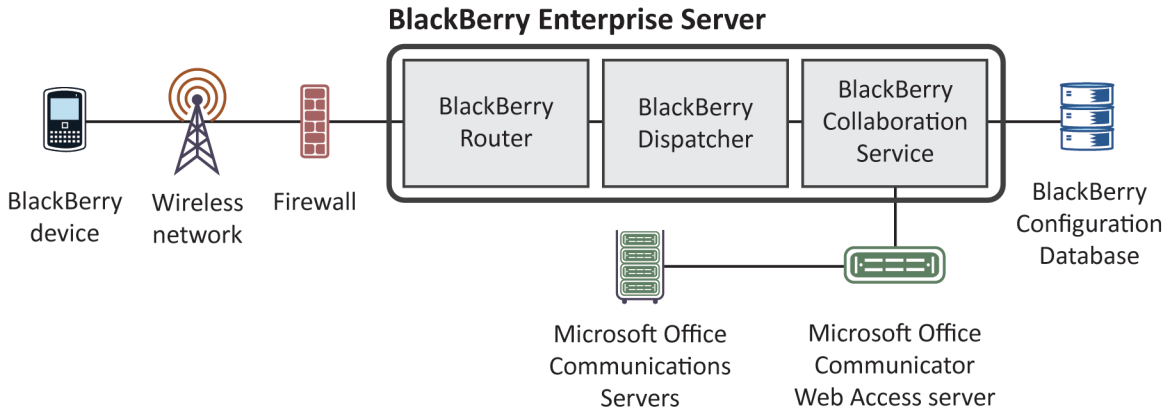 BlackBerry Enterprise Server
BlackBerry
Router
BlackBerry
Dispatcher
BlackBerry
Collaboration
Service
BlackBerry
device
Wireless
network
Firewall
BlackBerry
Configuration
Database
Microsoft Office
Communications
Servers
Microsoft Office
Communicator
Web Access server